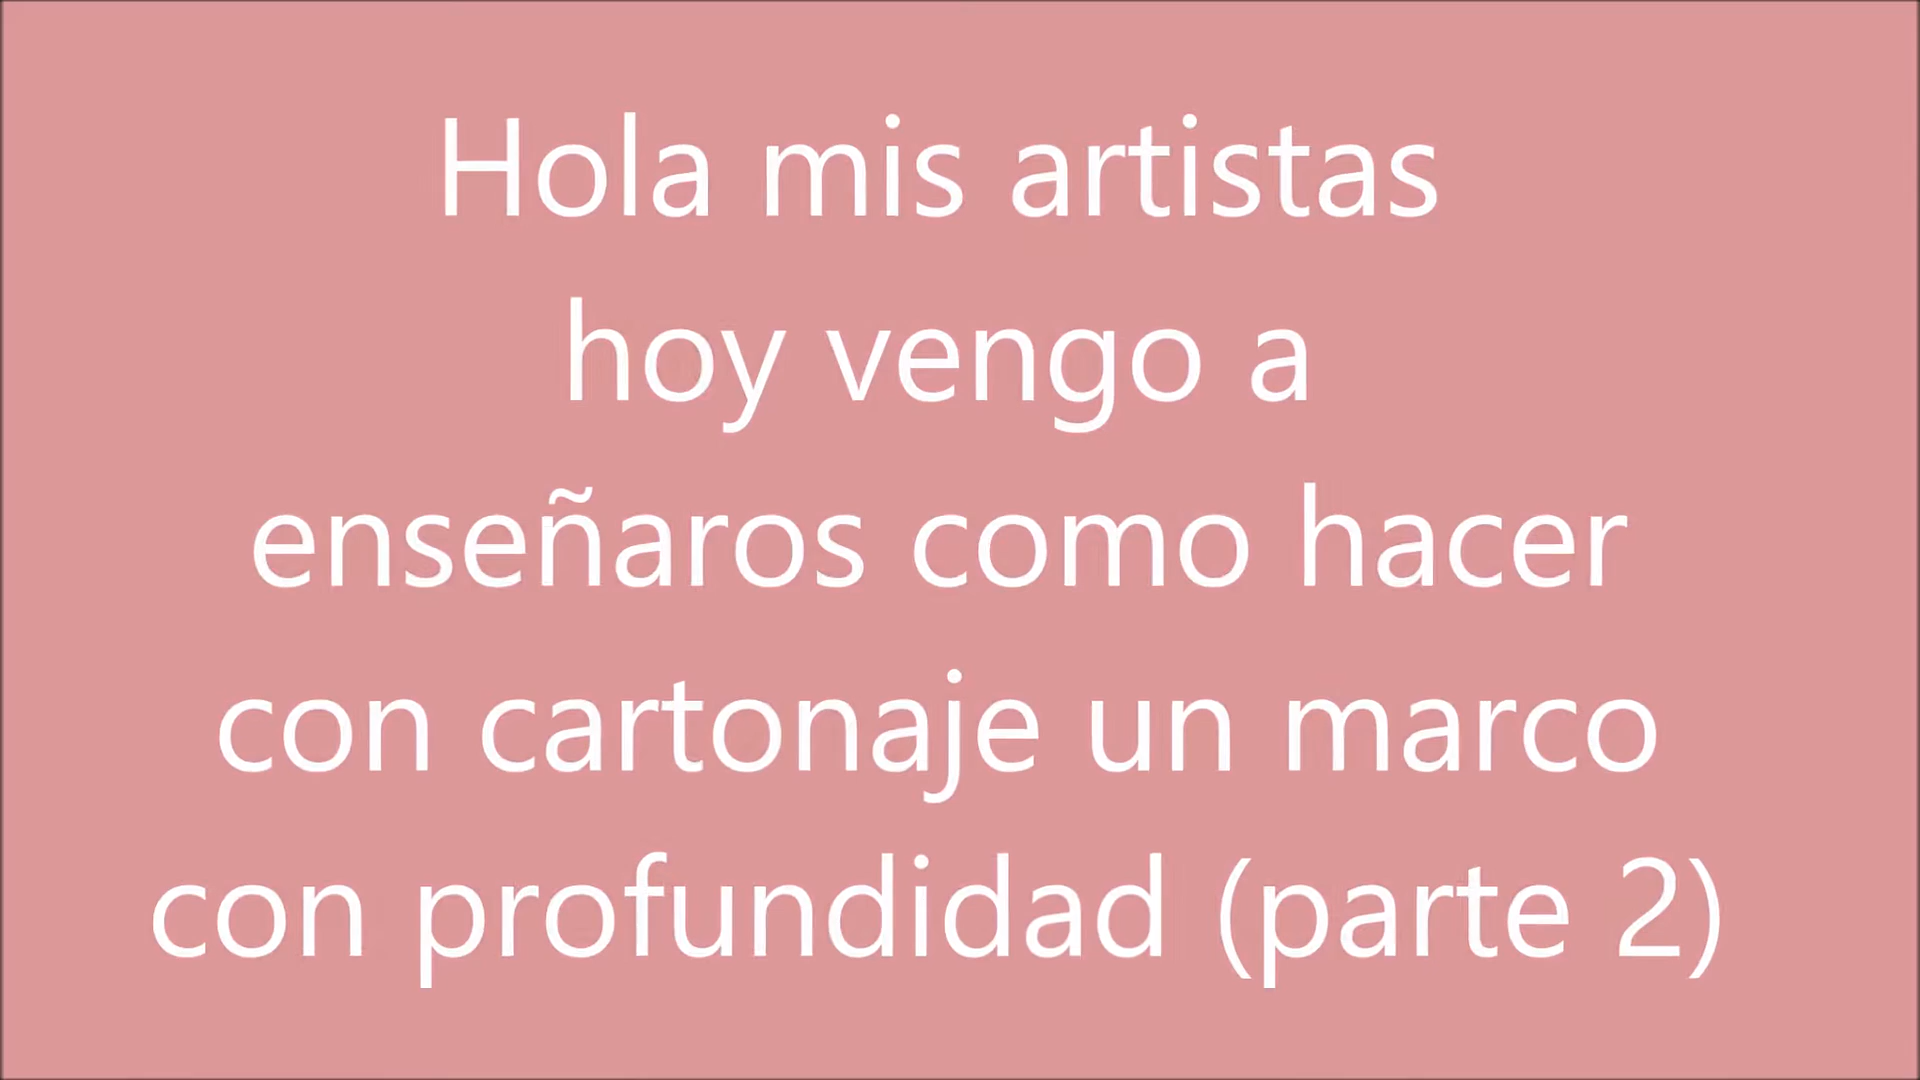 Hola mis artistas
hoy vengo a
enseñaros como hacer
con cartonaje un marco
con profundidad (parte 2)